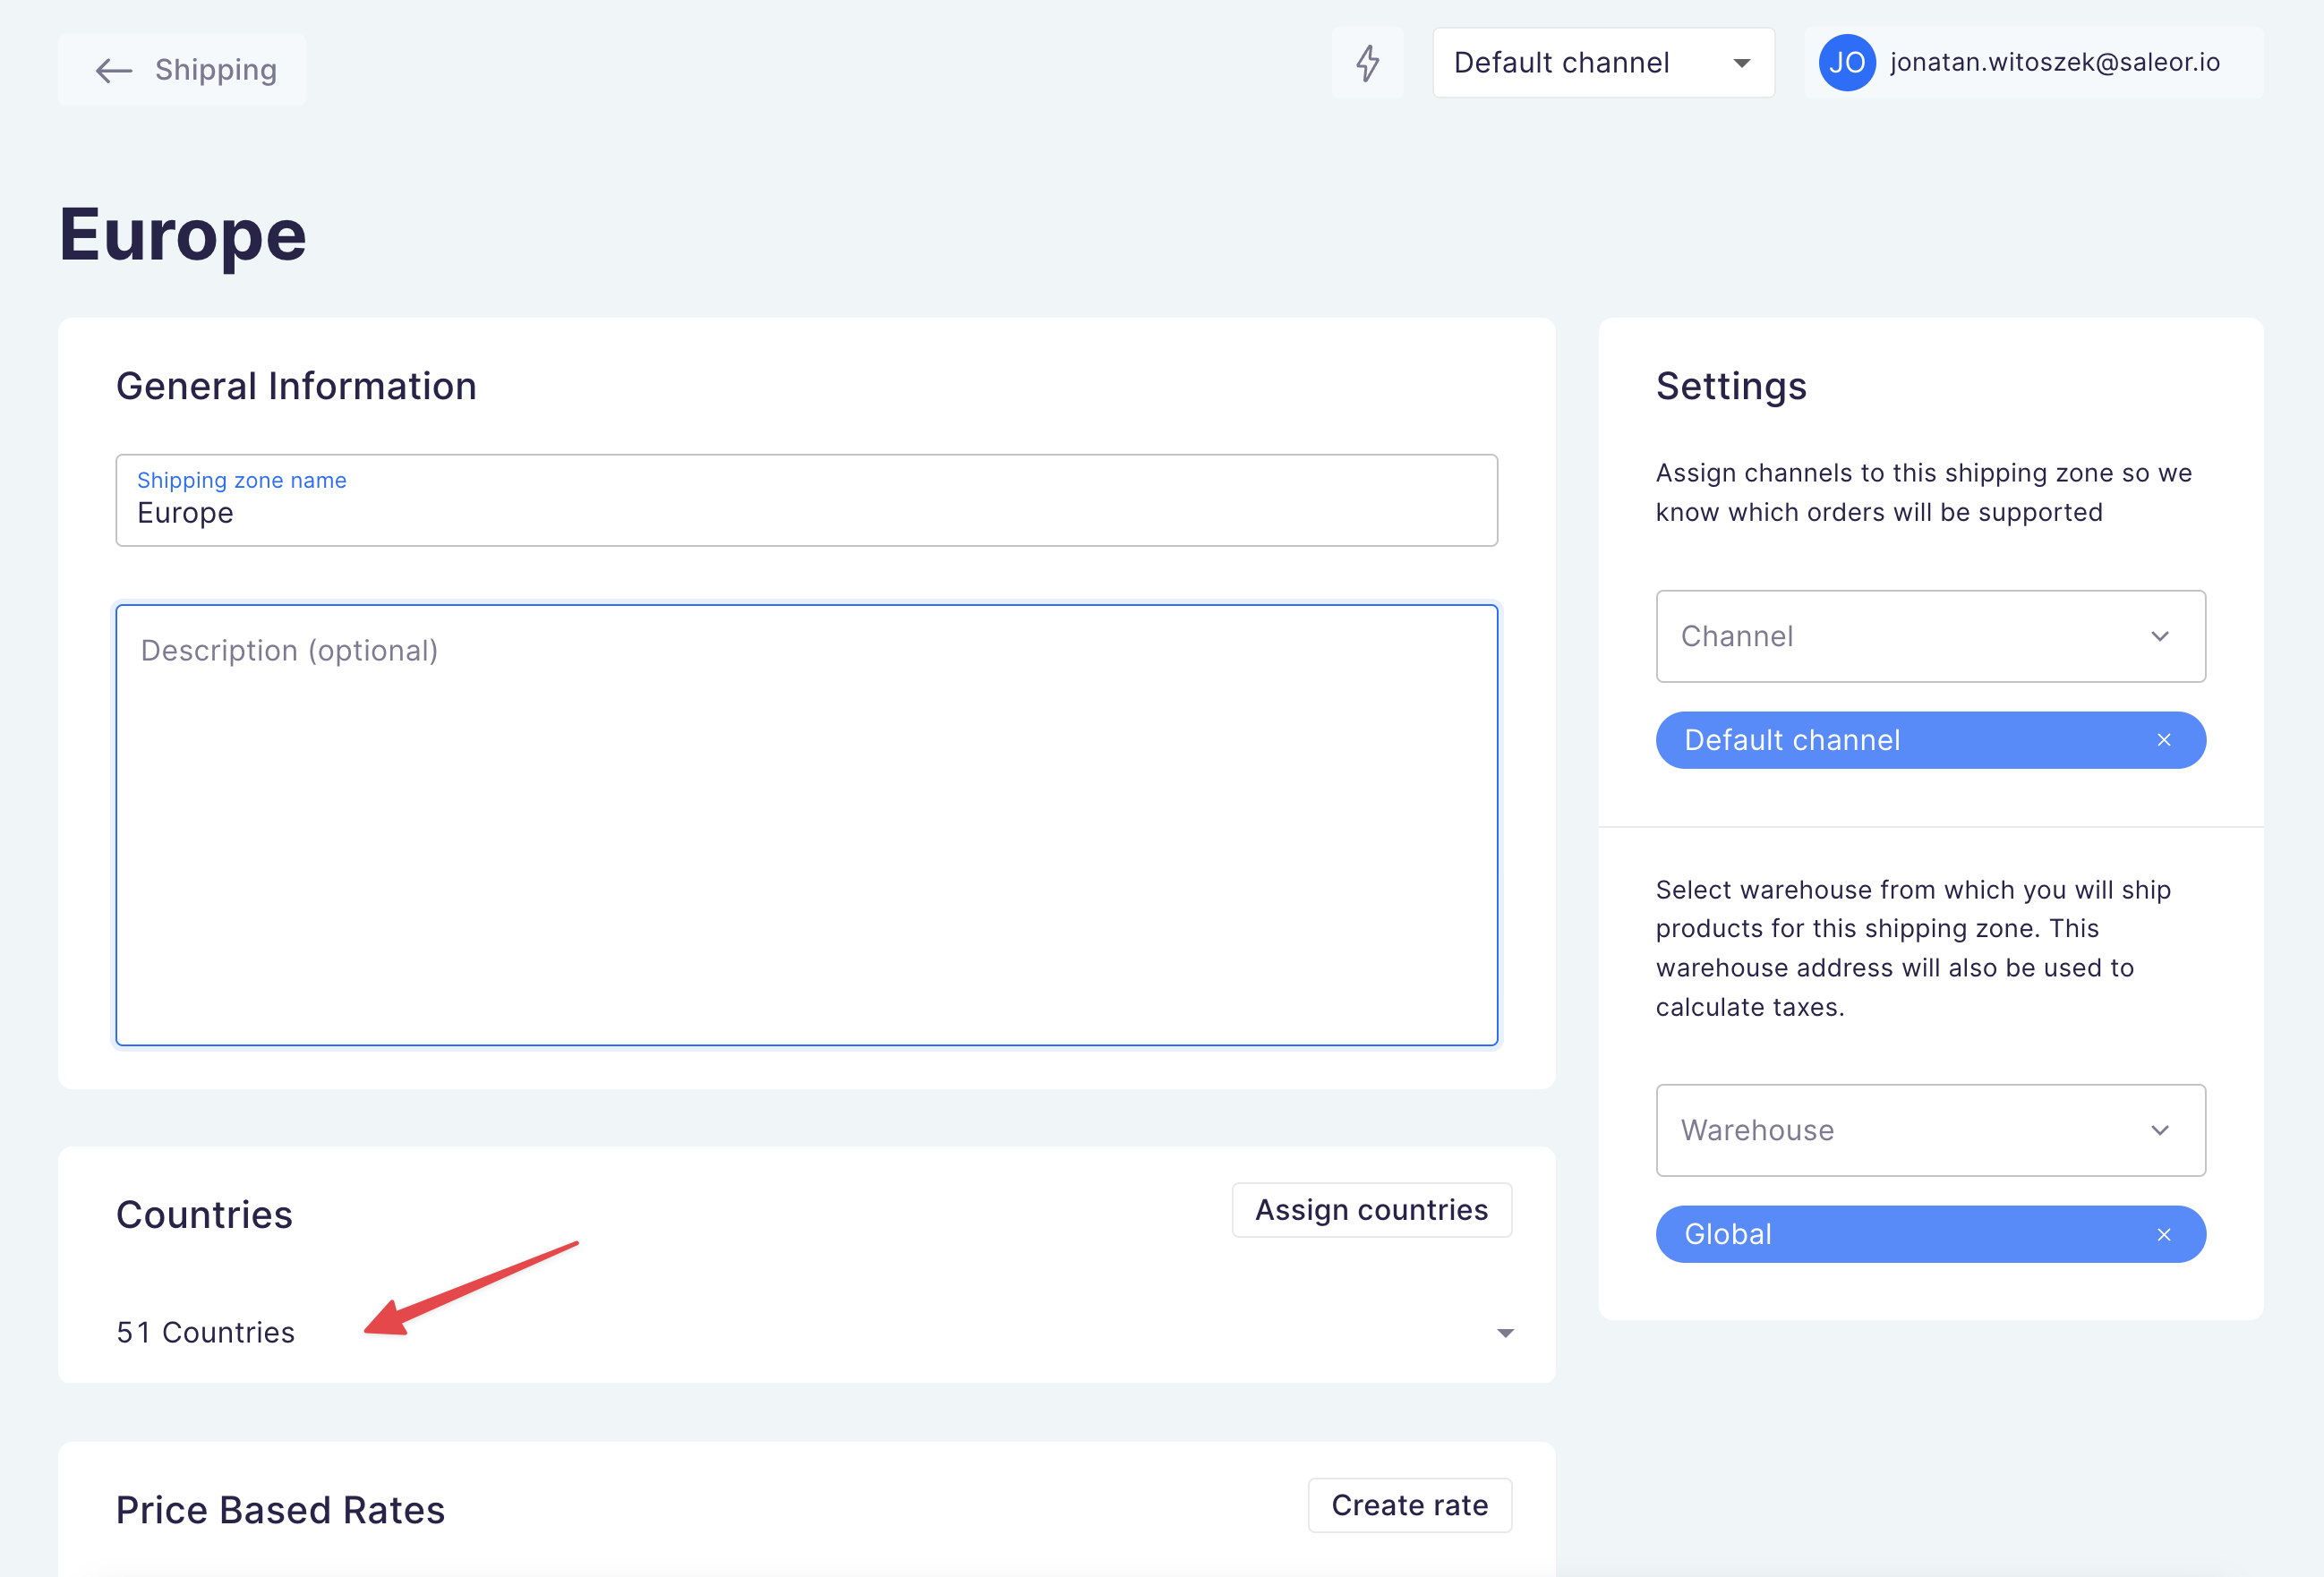 Shipping
Default channel
JO
jonatan.witoszek@saleor.io
Europe
General Information
Shipping zone name
Europe
Description (optional)
Countries
Assign countries
51 Countries
Price Based Rates
Create rate
Settings
Assign channels to this shipping zone so we
know which orders will be supported
Channel
Default channel
Select warehouse from which you will ship
products for this shipping zone. This
warehouse address will also be used to
calculate taxes.
Warehouse
Global